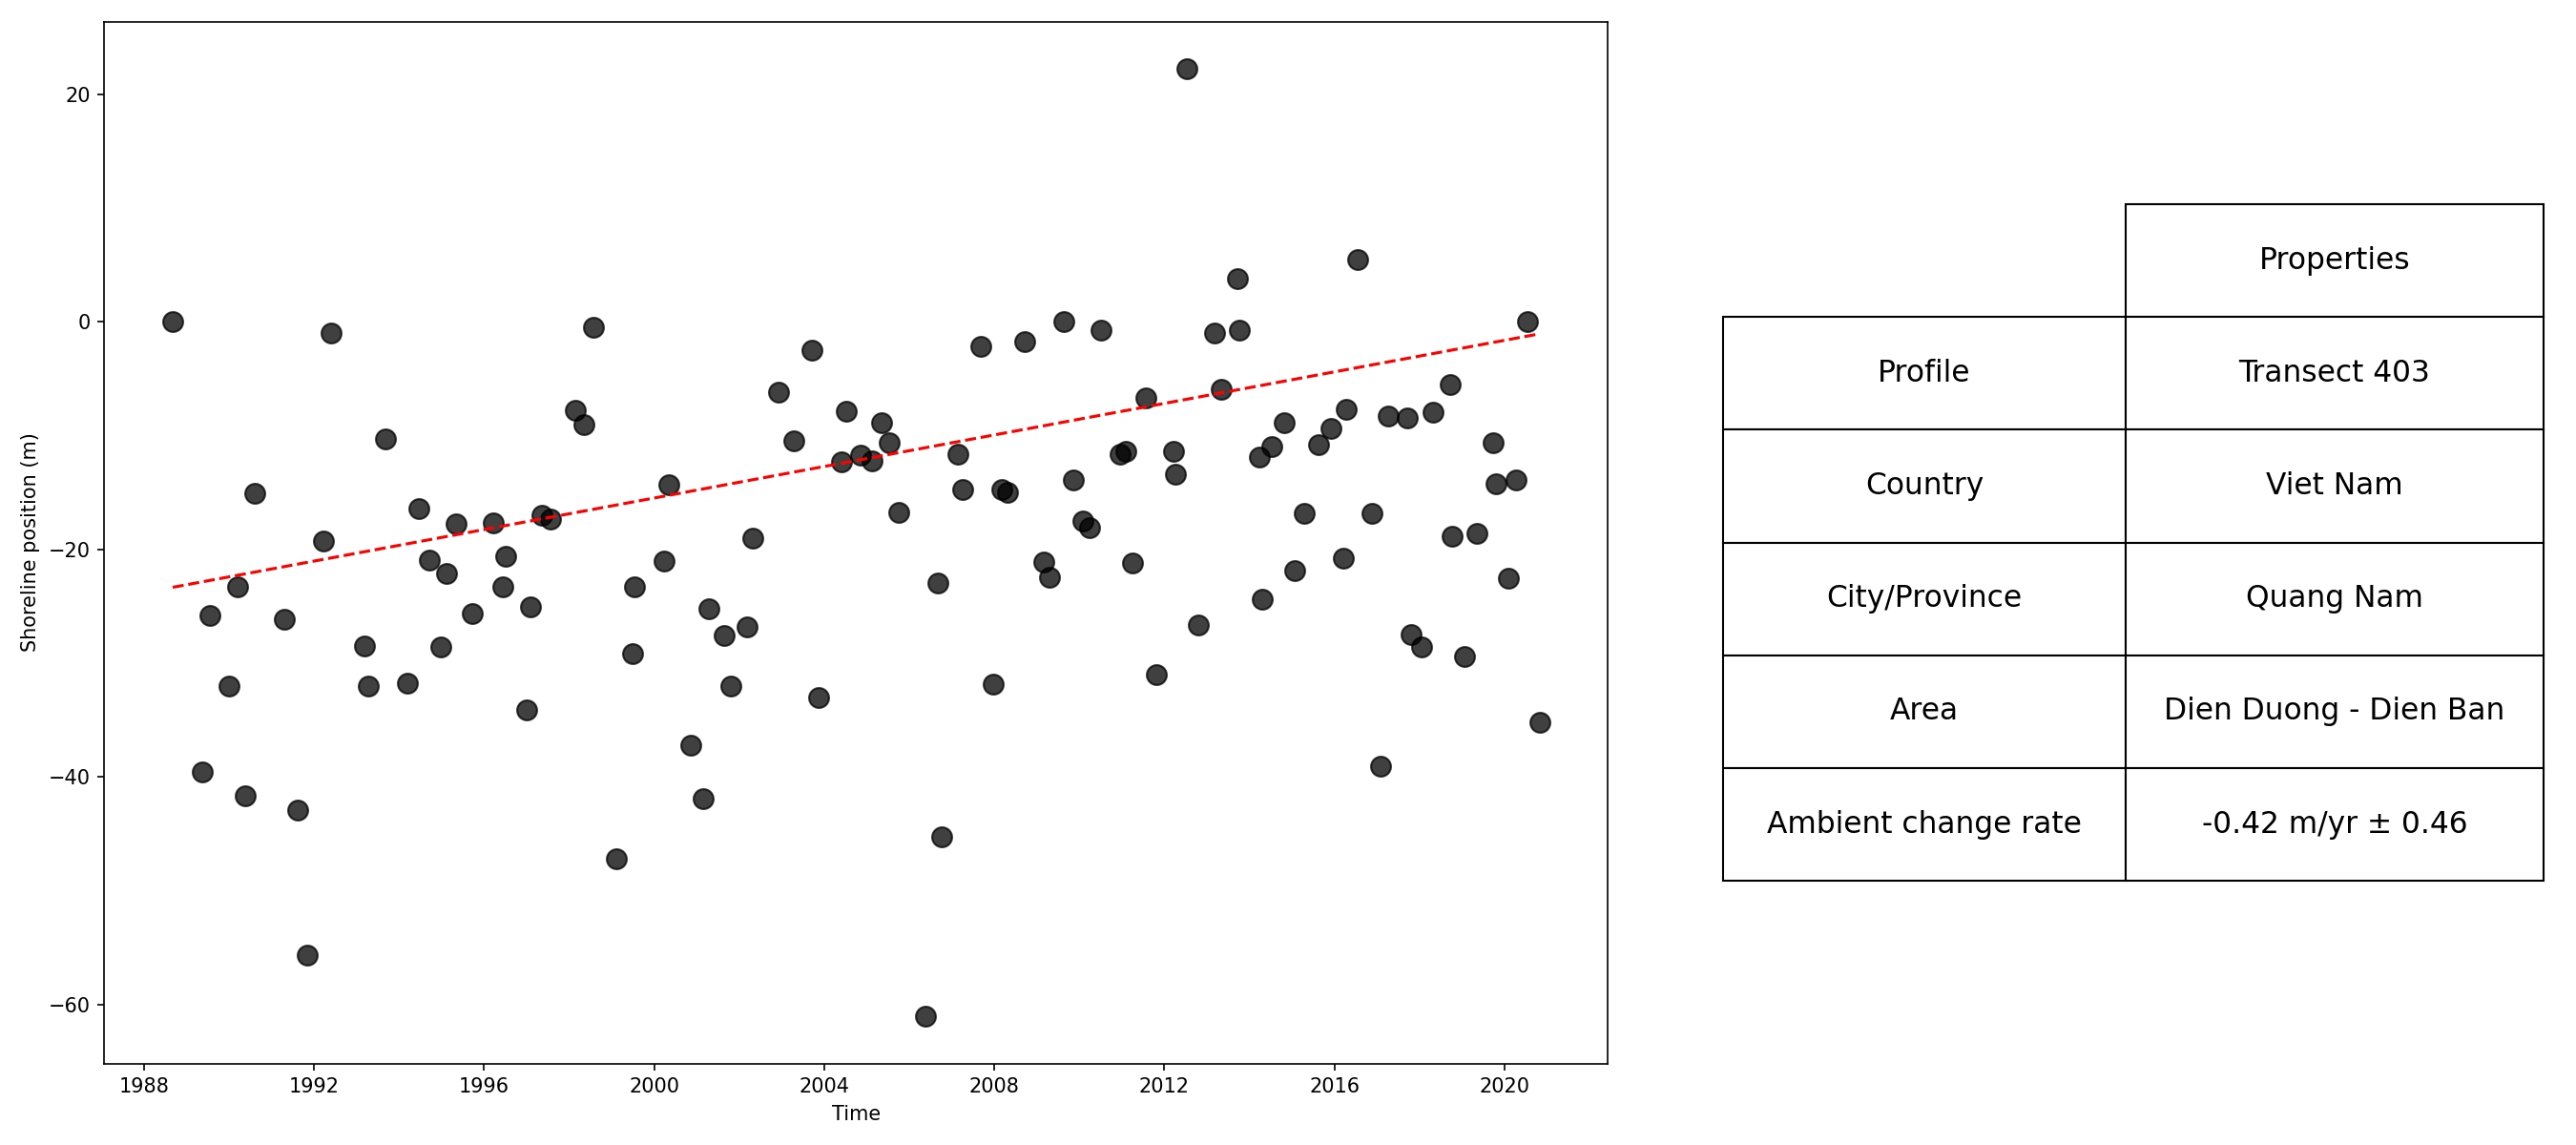 20
0
−20
−40
−60
Shoreline position (m)
1988 1992 1996 2000 2004 2008 2012 2016 2020
Time
Properties
Profile Transect 403
Country Viet Nam
City/Province Quang Nam
Area Dien Duong - Dien Ban
Ambient change rate -0.42 m/yr ± 0.46